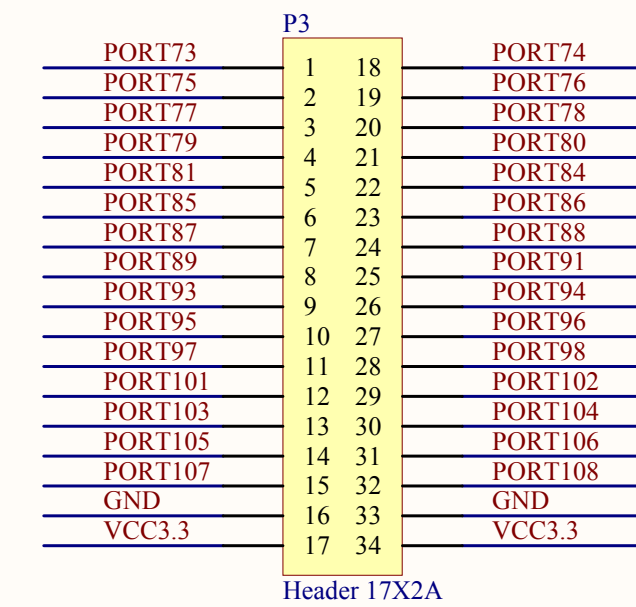 P3
PORT73 1 18 PORT74
PORT75 2 19 PORT76
PORT77 3 20 PORT78
PORT79 4 21 PORT80
PORT81 5 22 PORT84
PORT85 6 23 PORT86
PORT87 7 24 PORT88
PORT89 8 25 PORT91
PORT93 9 26 PORT94
PORT95 10 27 PORT96
PORT97 11 28 PORT98
PORT101 12 29 PORT102
PORT103 13 30 PORT104
PORT105 14 31 PORT106
PORT107 15 32 PORT108
GND 16 33 GND
VCC3.3 17 34 VCC3.3
Header 17X2A